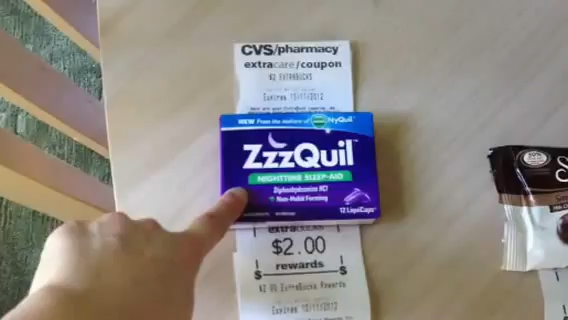 CVS/pharmacy
extracare/coupon
$2 EXTRABUCKS
Expires 10/11/2012
NEW From the makers of NyQuil
ZzzQuil
NIGHTTIME SLEEP-AID
Diphenhydramine HCl
Non-Habit Forming
12 LiquiCaps
extrabucks
$2.00
rewards
$2.00 ExtraBucks Rewards
Expires 10/11/2012
S